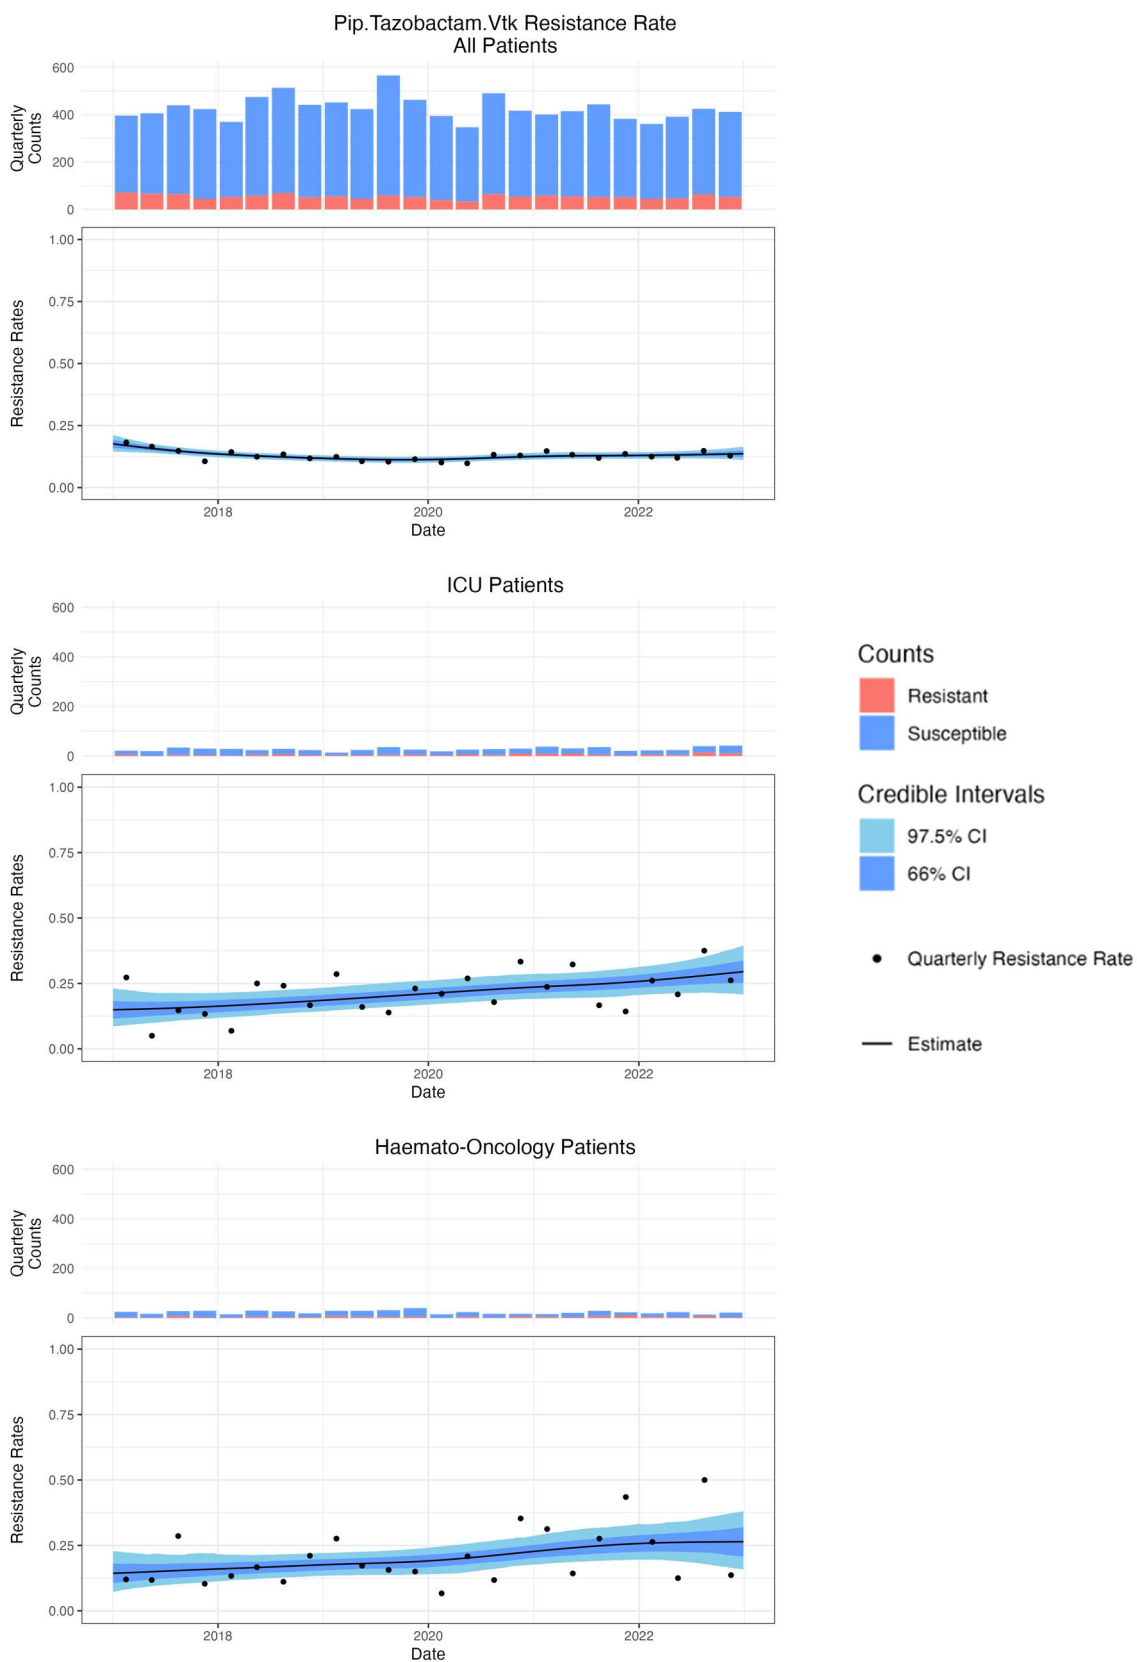 Pip.Tazobactam.Vtk Resistance Rate
All Patients
Quarterly
Counts
600
400
200
0
Resistance Rates
1.00
0.75
0.50
0.25
0.00
2018
2020
2022
Date
ICU Patients
Quarterly
Counts
600
400
200
0
Resistance Rates
1.00
0.75
0.50
0.25
0.00
2018
2020
2022
Date
Haemato-Oncology Patients
Quarterly
Counts
600
400
200
0
Resistance Rates
1.00
0.75
0.50
0.25
0.00
2018
2020
2022
Date
Counts
Resistant
Susceptible
Credible Intervals
97.5% CI
66% CI
Quarterly Resistance Rate
Estimate